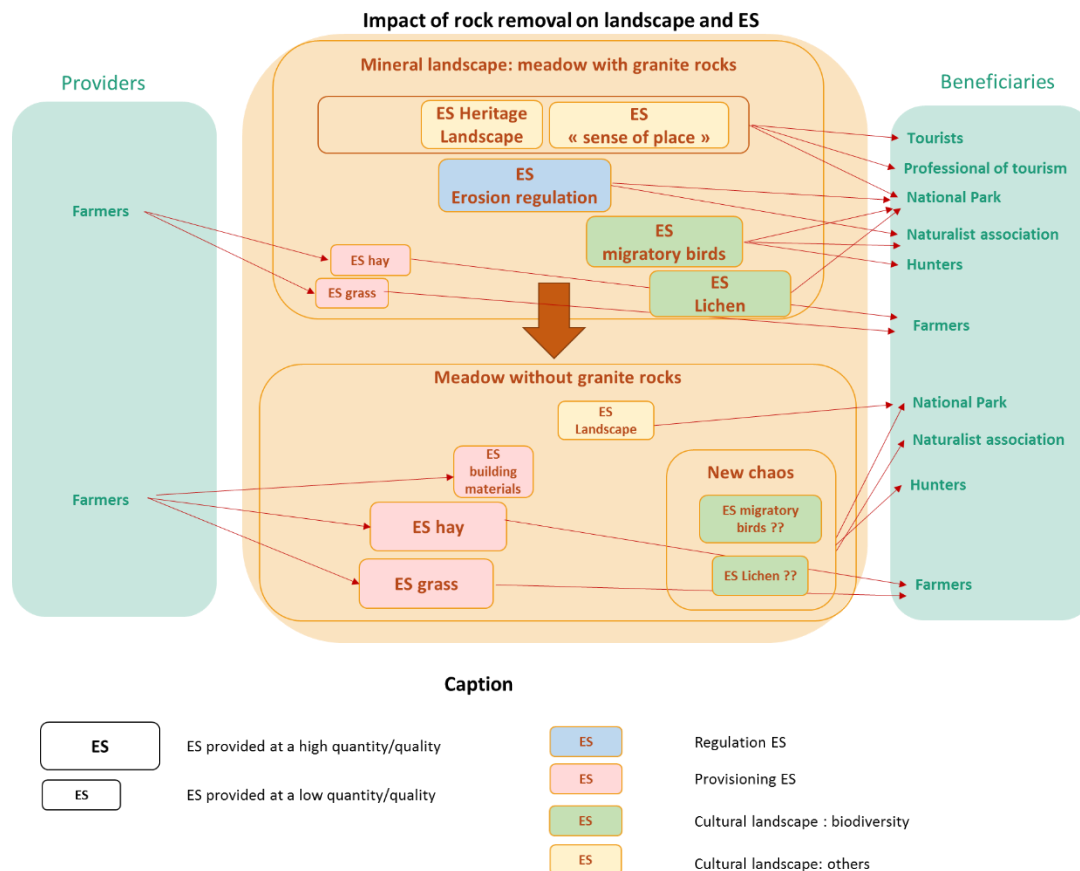 Impact of rock removal on landscape and ES
Providers
Mineral landscape: meadow with granite rocks
Beneficiaries
ES Heritage
Landscape
ES
« sense of place »
Tourists
Professional of tourism
ES
Erosion regulation
National Park
Farmers
ES
migratory birds
Naturalist association
Hunters
ES hay
ES grass
ES
Lichen
Farmers
Meadow without granite rocks
ES
Landscape
National Park
Naturalist association
ES
building
materials
New chaos
Hunters
Farmers
ES hay
ES migratory
birds ??
ES grass
ES Lichen ??
Farmers
Caption
ES
ES provided at a high quantity/quality
ES
ES provided at a low quantity/quality
ES
Regulation ES
ES
Provisioning ES
ES
Cultural landscape : biodiversity
ES
Cultural landscape: others